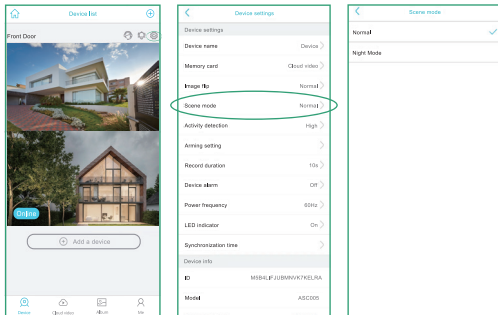 Device list
Front Door
Online
Add a device
Device
Cloud video
Album
Me
Device settings
Device settings
Device name Device
Memory card Cloud video
Image flip Normal
Scene mode Normal
Activity detection High
Arming setting
Record duration 10s
Device alarm Off
Power frequency 60Hz
LED indicator On
Synchronization time
Device info
ID M5B4LIFJUBMNVK7KELRA
Model ASC005
Scene mode
Normal
Night Mode